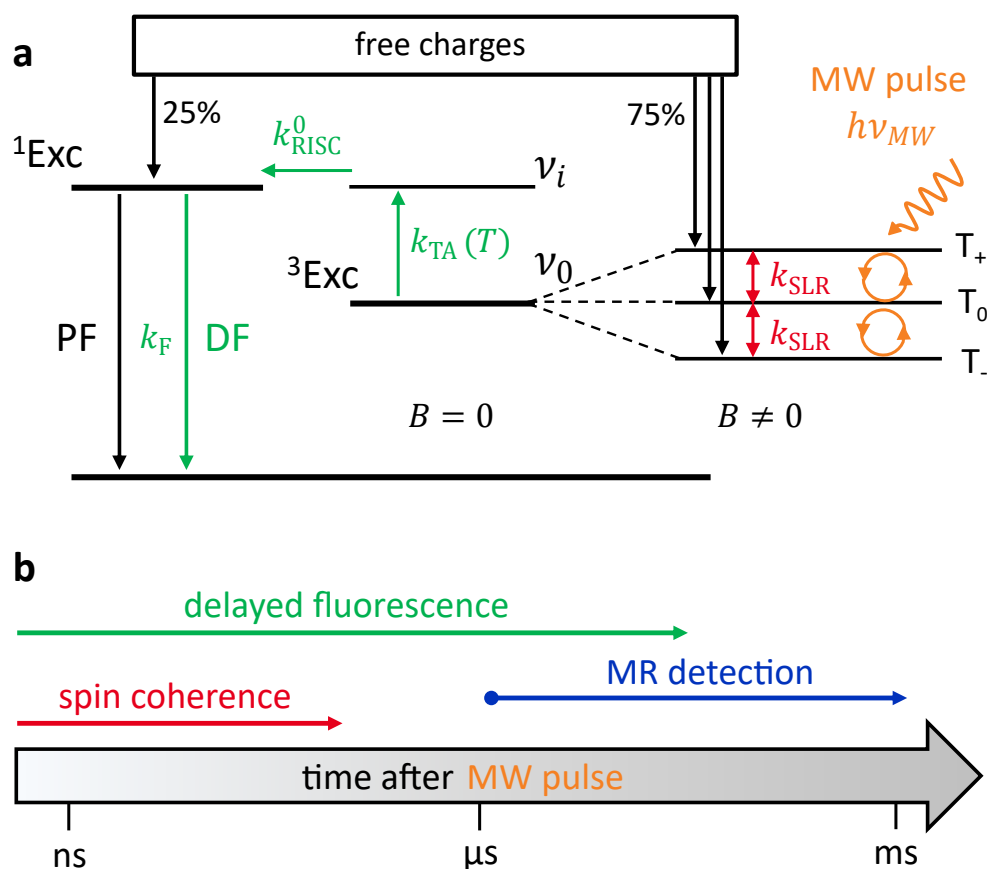 a
free charges
25%
75%
MW pulse
hν_MW
¹Exc
k⁰_RISC
ν_i
k_TA (T)
³Exc
ν₀
T₊
k_SLR
T₀
k_SLR
T₋
PF
k_F
DF
B = 0
B ≠ 0
b
delayed fluorescence
MR detection
spin coherence
time after MW pulse
ns
μs
ms